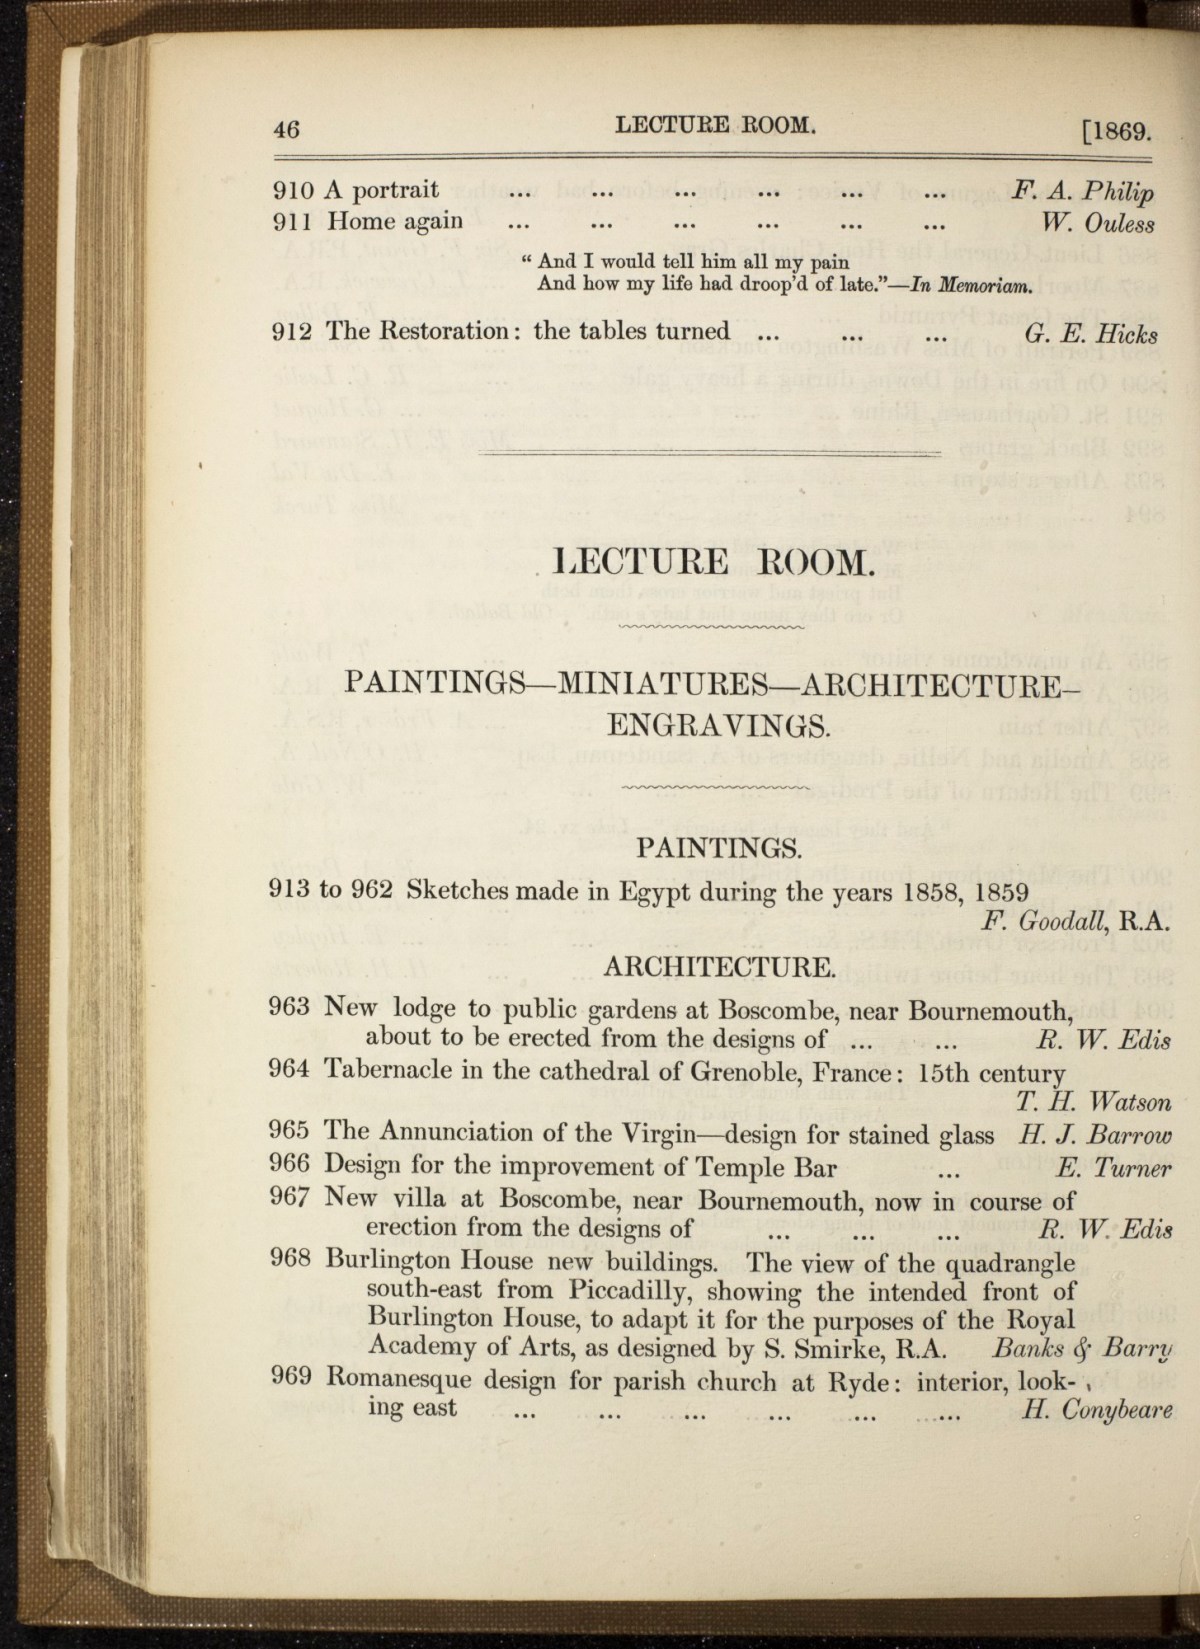 46 LECTURE ROOM. [1869.
910 A portrait ... ... ... ... ... ... F. A. Philip
911 Home again ... ... ... ... ... ... W. Ouless
“ And I would tell him all my pain
And how my life had droop’d of late.”—In Memoriam.
912 The Restoration: the tables turned ... ... ... G. E. Hicks
LECTURE ROOM.
PAINTINGS—MINIATURES—ARCHITECTURE—
ENGRAVINGS.
PAINTINGS.
913 to 962 Sketches made in Egypt during the years 1858, 1859
F. Goodall, R.A.
ARCHITECTURE.
963 New lodge to public gardens at Boscombe, near Bournemouth,
about to be erected from the designs of ... ... R. W. Edis
964 Tabernacle in the cathedral of Grenoble, France: 15th century
T. H. Watson
965 The Annunciation of the Virgin—design for stained glass H. J. Barrow
966 Design for the improvement of Temple Bar ... E. Turner
967 New villa at Boscombe, near Bournemouth, now in course of
erection from the designs of ... ... ... R. W. Edis
968 Burlington House new buildings. The view of the quadrangle
south-east from Piccadilly, showing the intended front of
Burlington House, to adapt it for the purposes of the Royal
Academy of Arts, as designed by S. Smirke, R.A. Banks & Barry
969 Romanesque design for parish church at Ryde: interior, look-
ing east ... ... ... ... ... ... H. Conybeare